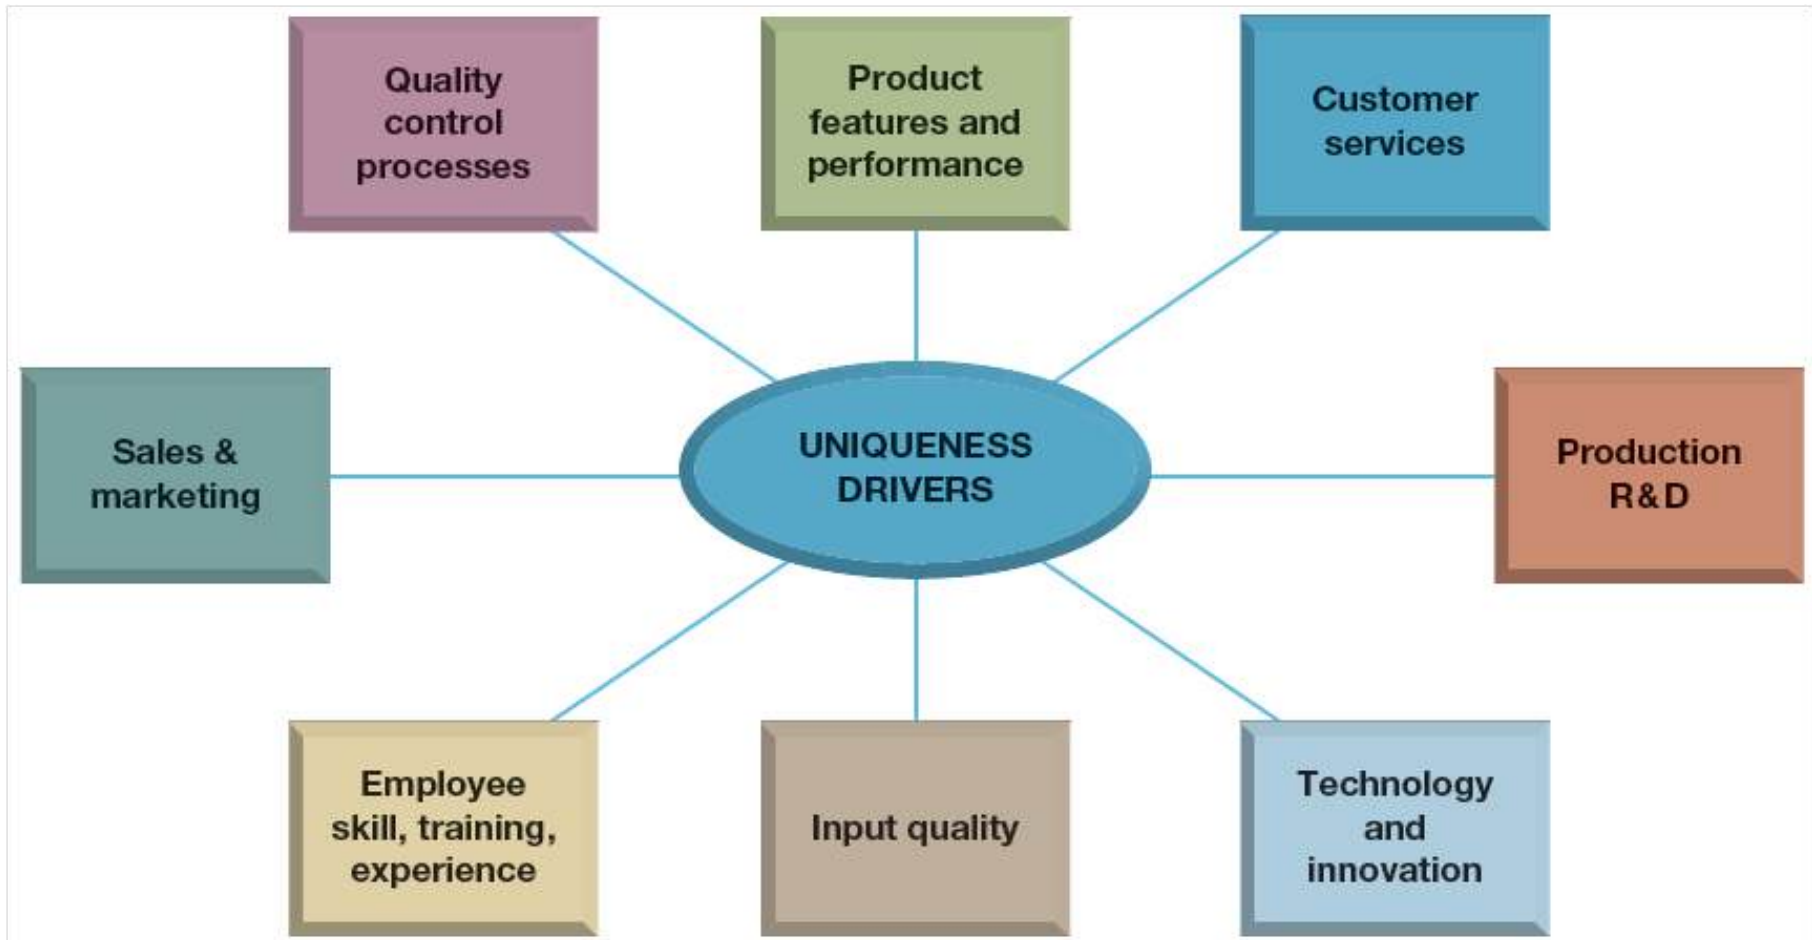 Quality
control
processes
Product
features and
performance
Customer
services
Sales &
marketing
UNIQUENESS
DRIVERS
Production
R&D
Employee
skill, training,
experience
Input quality
Technology
and
innovation